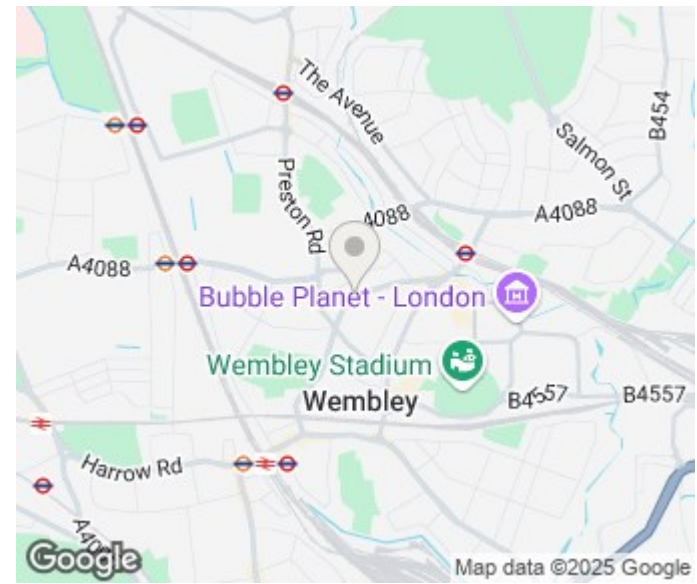 The Avenue
B454
Salmon St
Preston Rd
4088
A4088
A4088
Bubble Planet - London
Wembley Stadium
Wembley
B4557
B4557
Harrow Rd
Google
Map data ©2025 Google